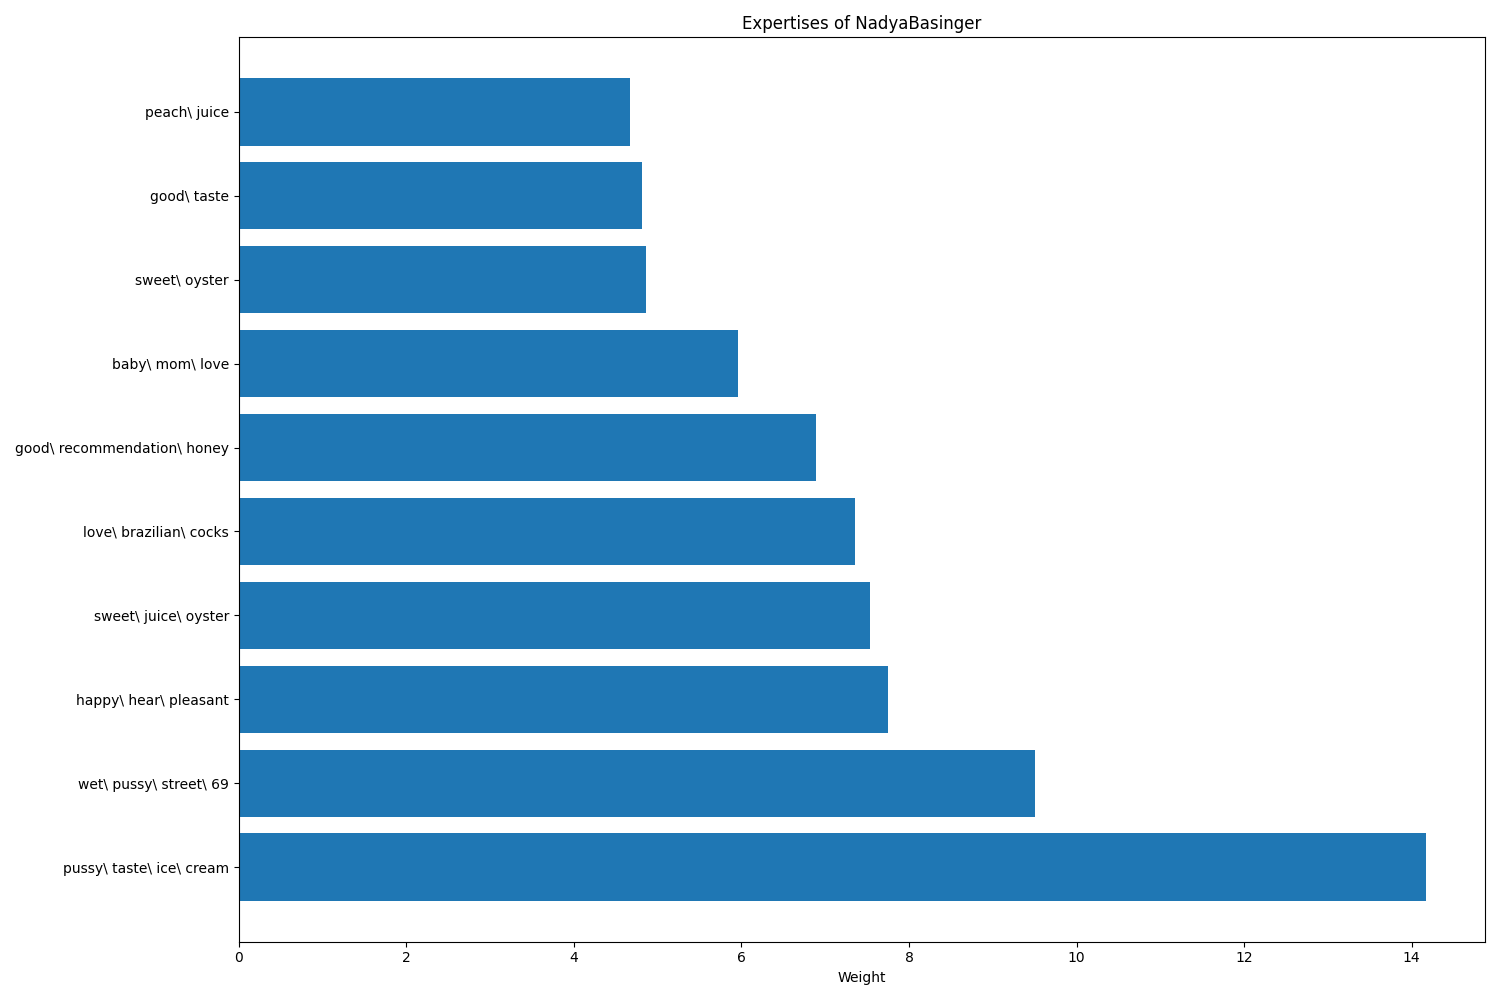 Expertises of NadyaBasinger
peach\ juice
good\ taste
sweet\ oyster
baby\ mom\ love
good\ recommendation\ honey
love\ brazilian\ cocks
sweet\ juice\ oyster
happy\ hear\ pleasant
wet\ pussy\ street\ 69
pussy\ taste\ ice\ cream
0 2 4 6 8 10 12 14
Weight